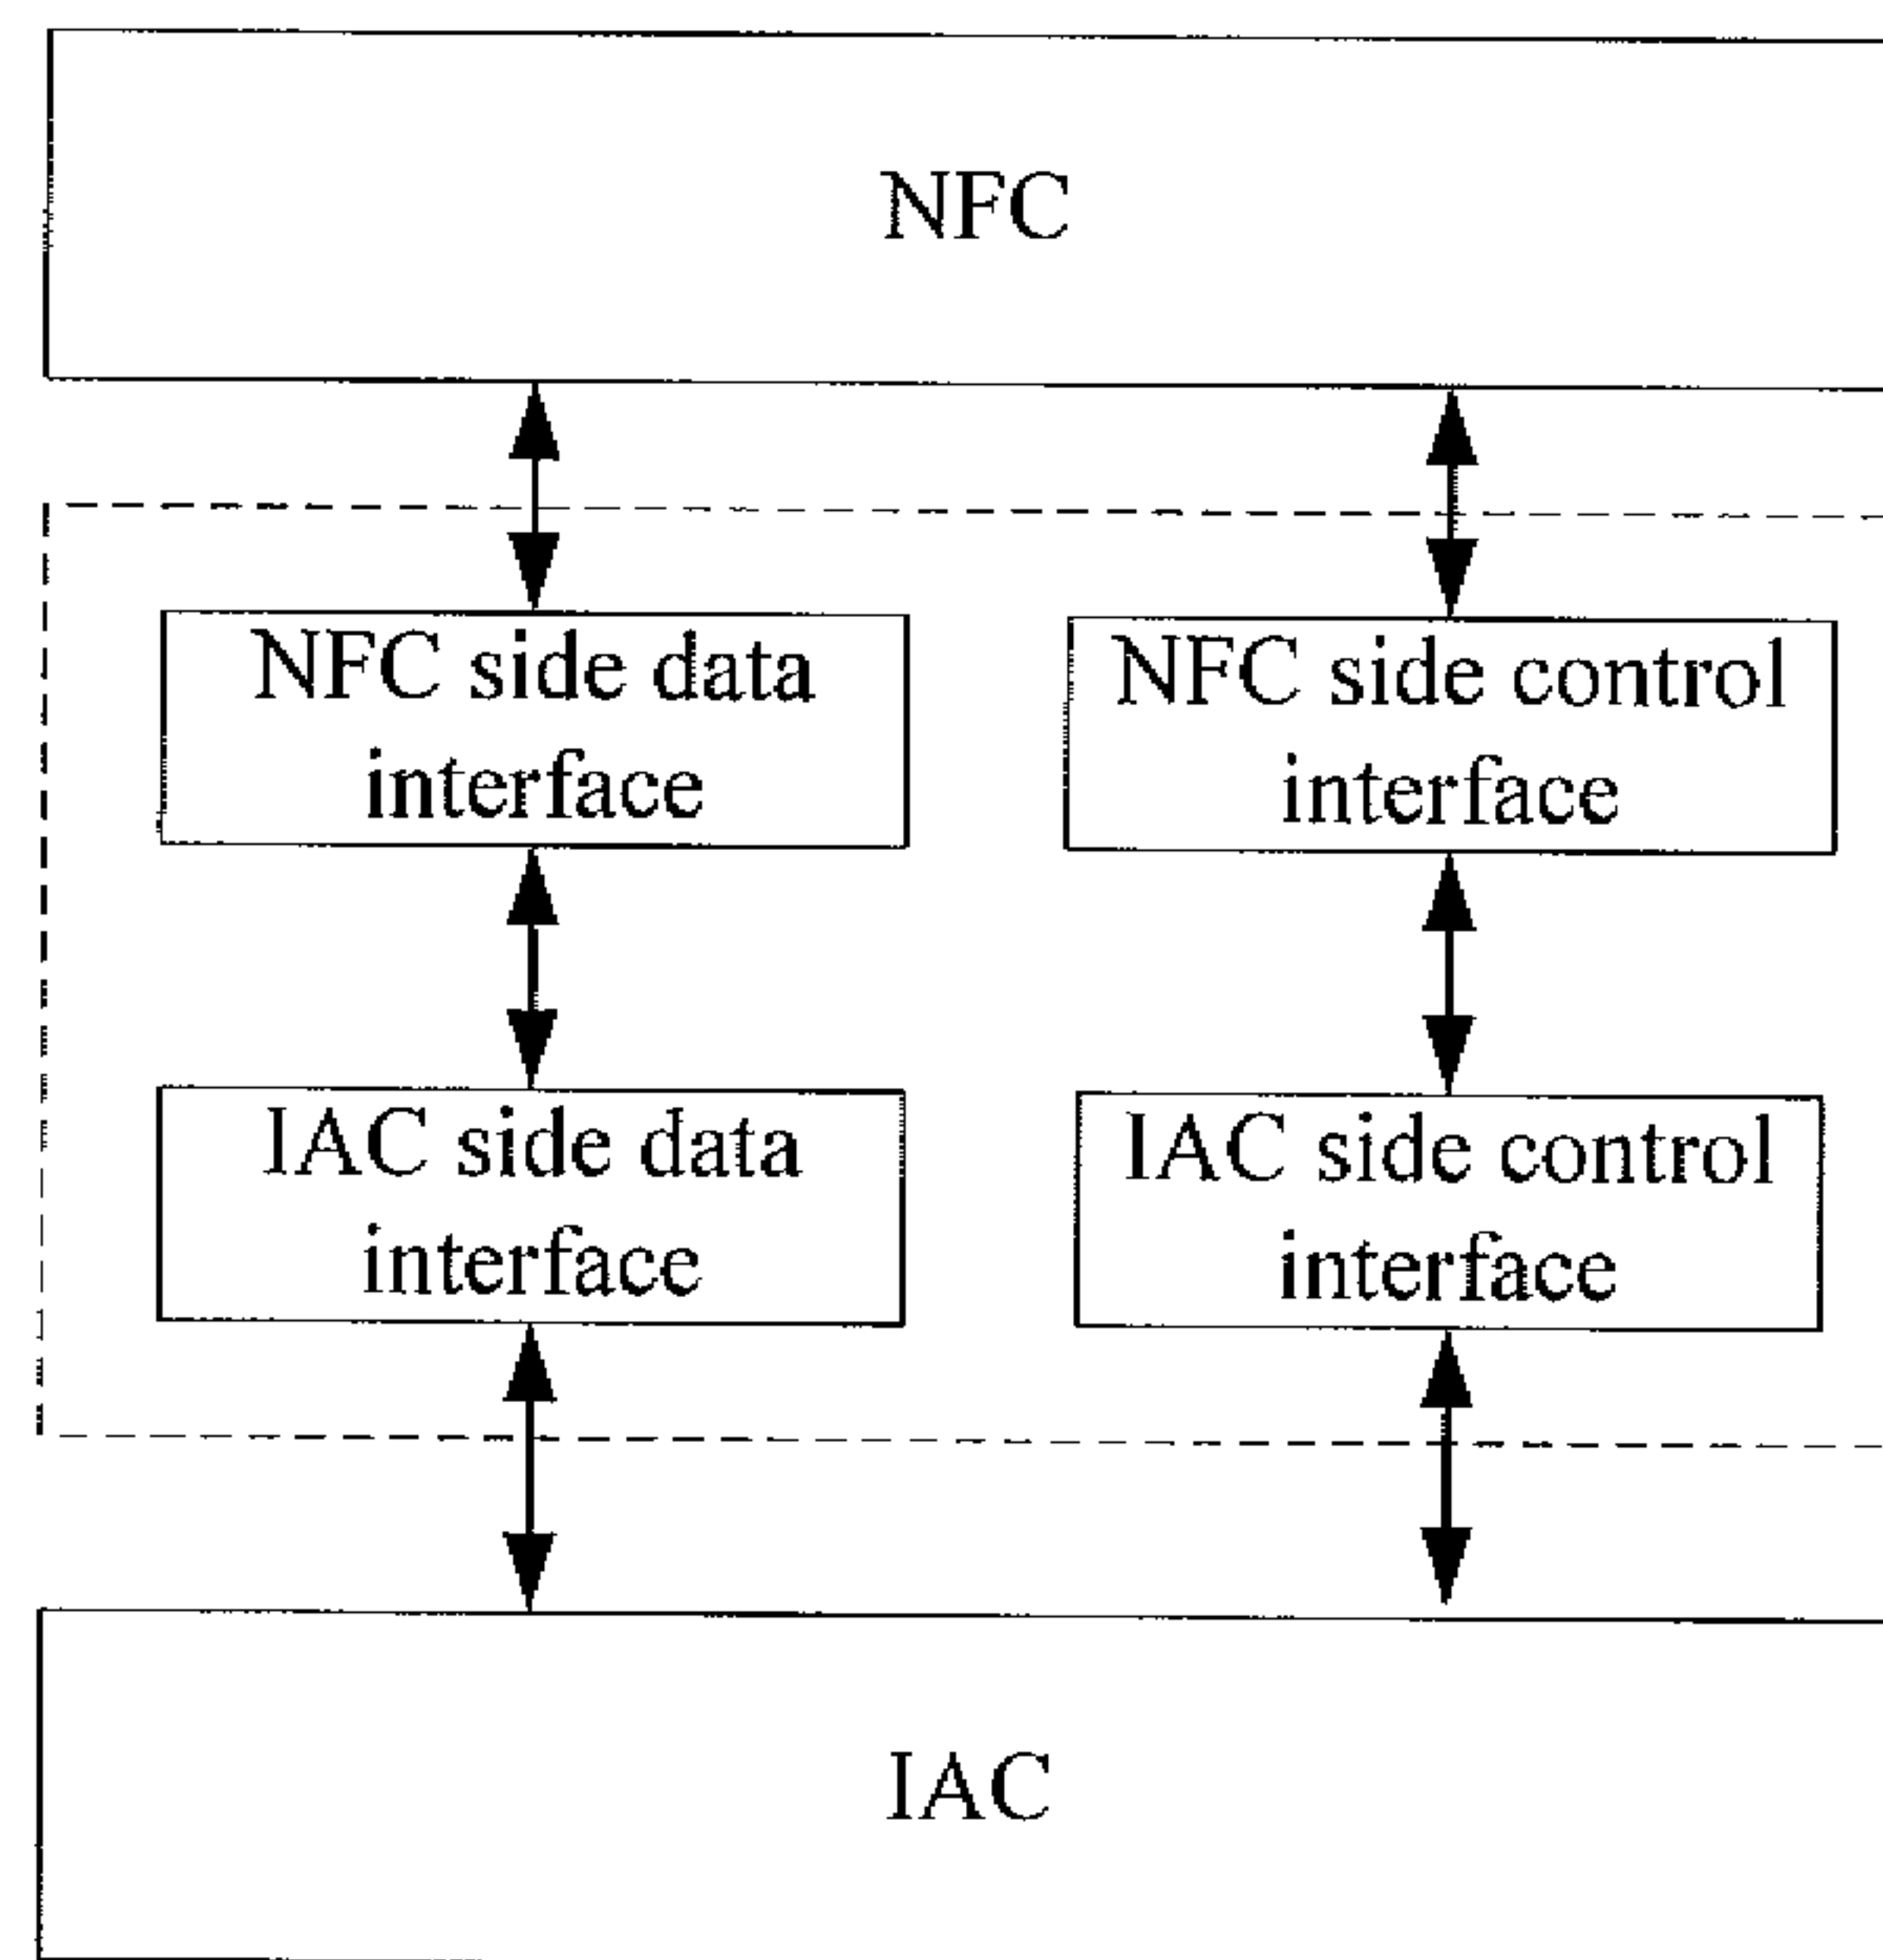 NFC
NFC side data
interface
NFC side control
interface
IAC side data
interface
IAC side control
interface
IAC